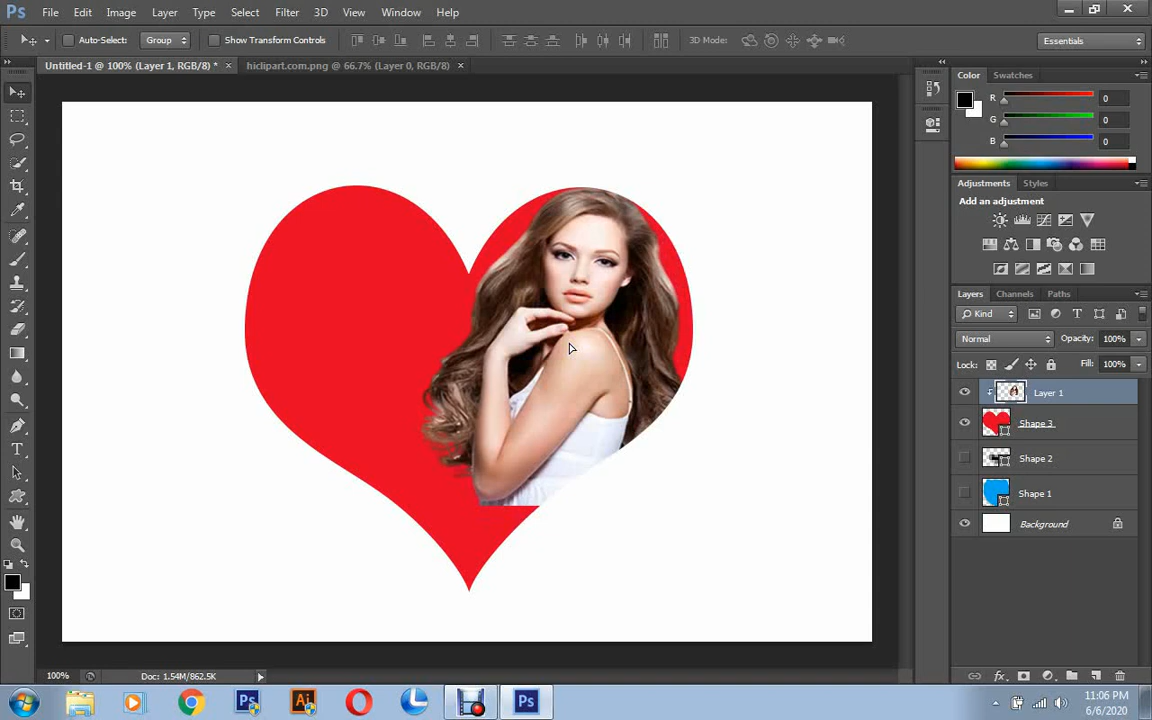 Ps File Edit Image Layer Type Select Filter 3D View Window Help
Auto-Select: Group Show Transform Controls 3D Mode: Essentials
Untitled-1 @ 100% (Layer 1, RGB/8) * × hiclipart.com.png @ 66.7% (Layer 0, RGB/8) ×
Color Swatches
R 0
G 0
B 0
Adjustments Styles
Add an adjustment
Layers Channels Paths
Kind
Normal Opacity: 100%
Lock: Fill: 100%
Layer 1
Shape 3
Shape 2
Shape 1
Background
100% Doc: 1.54M/862.5K
Ps Ai Ps
11:06 PM
6/6/2020